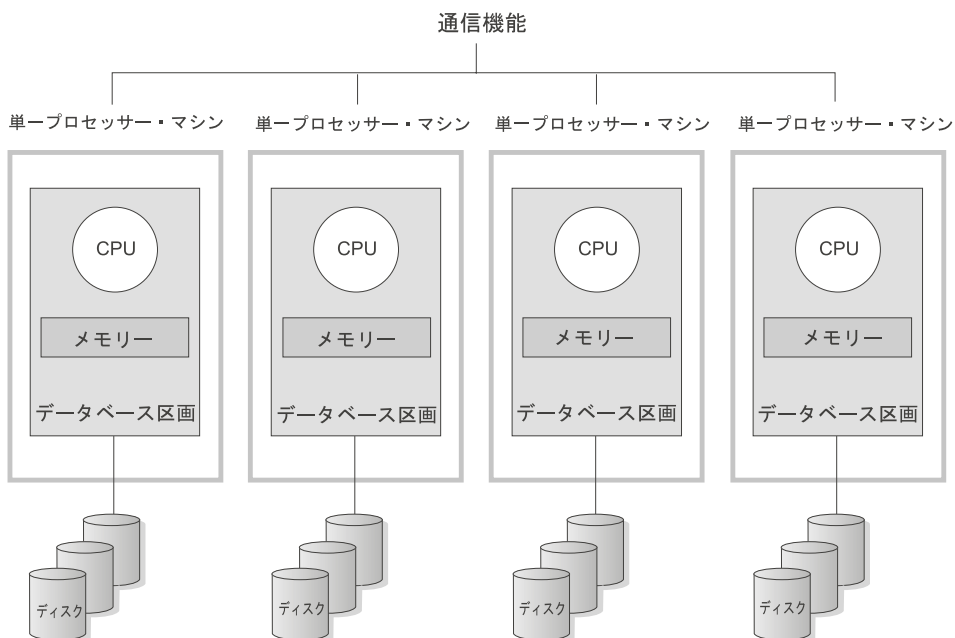 通信機能
単一プロセッサー・マシン
単一プロセッサー・マシン
単一プロセッサー・マシン
単一プロセッサー・マシン
CPU
CPU
CPU
CPU
メモリー
メモリー
メモリー
メモリー
データベース区画
データベース区画
データベース区画
データベース区画
ディスク
ディスク
ディスク
ディスク